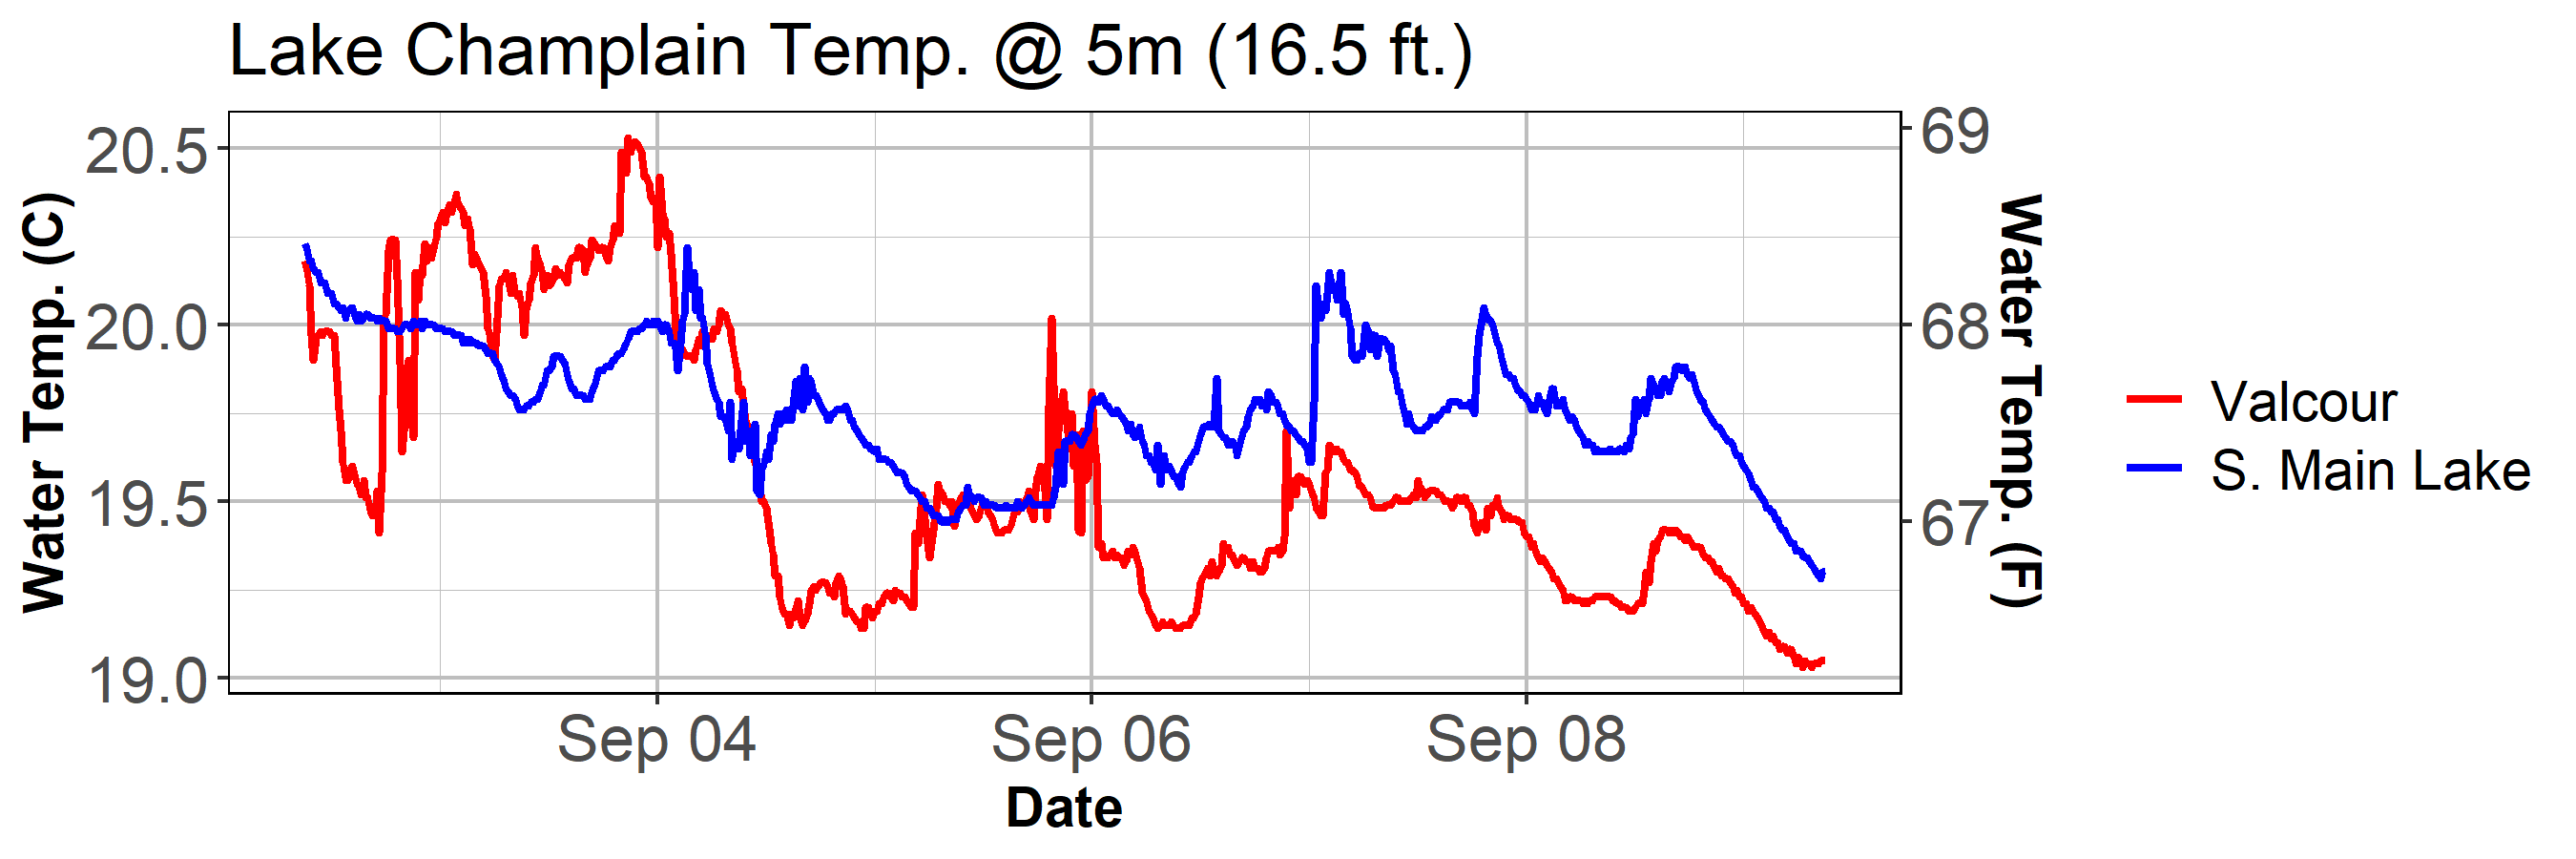 Lake Champlain Temp. @ 5m (16.5 ft.)
Water Temp. (C)
20.5
20.0
19.5
19.0
69
68
67
Water Temp. (F)
Sep 04 Sep 06 Sep 08
Date
Valcour
S. Main Lake